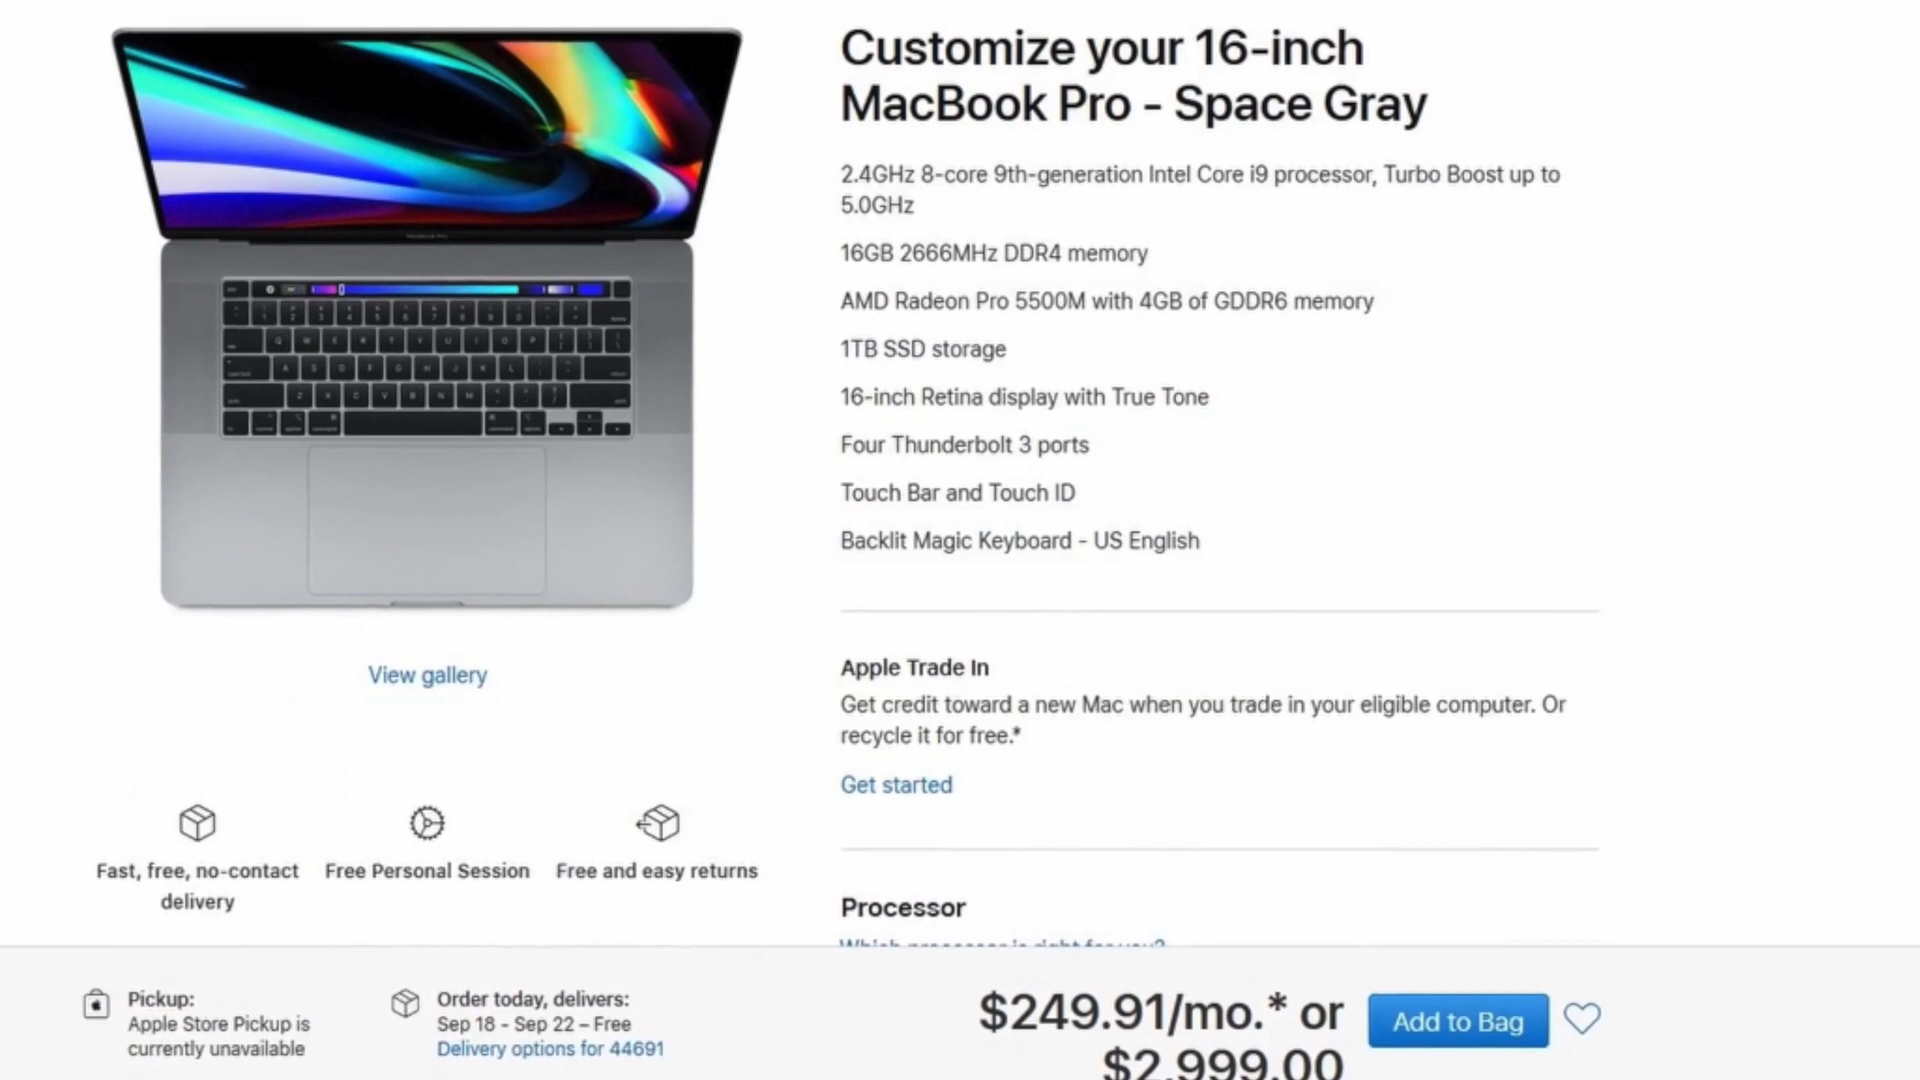 Customize your 16-inch
MacBook Pro - Space Gray
2.4GHz 8-core 9th-generation Intel Core i9 processor, Turbo Boost up to
5.0GHz
16GB 2666MHz DDR4 memory
AMD Radeon Pro 5500M with 4GB of GDDR6 memory
1TB SSD storage
16-inch Retina display with True Tone
Four Thunderbolt 3 ports
Touch Bar and Touch ID
Backlit Magic Keyboard - US English
View gallery
Apple Trade In
Get credit toward a new Mac when you trade in your eligible computer. Or
recycle it for free.*
Get started
Fast, free, no-contact
delivery
Free Personal Session
Free and easy returns
Processor
Which processor is right for you?
Pickup:
Apple Store Pickup is
currently unavailable
Order today, delivers:
Sep 18 - Sep 22 – Free
Delivery options for 44691
$249.91/mo.* or
$2,999.00
Add to Bag